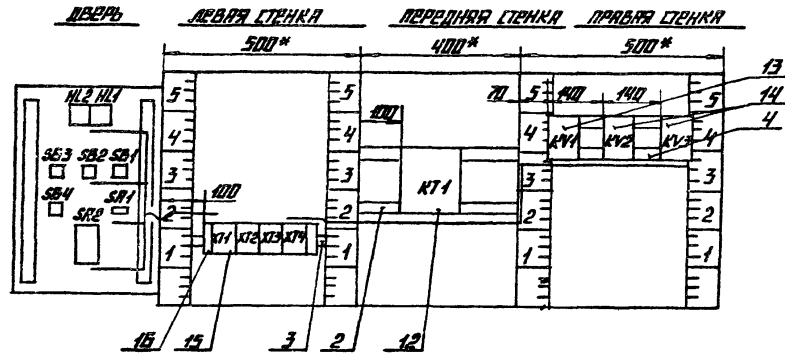 ДВЕРЬ ЛЕВАЯ СТЕНКА ПЕРЕДНЯЯ СТЕНКА ПРАВАЯ СТЕНКА
500* 400* 500*
13
70 140 140
14
HL2 HL1
5 5 5 5
100
4
4 4 4 4
KV1 KV2 KV3
SB3 SB2 SB1
3 3 3 3
100
KT1
SB4 SA1
2 2 2 2
SA2
XT1 XT2 XT3 XT4
1 1 1 1
16 15 3 2 12